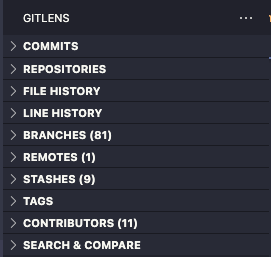 GITLENS
COMMITS
REPOSITORIES
FILE HISTORY
LINE HISTORY
BRANCHES (81)
REMOTES (1)
STASHES (9)
TAGS
CONTRIBUTORS (11)
SEARCH & COMPARE